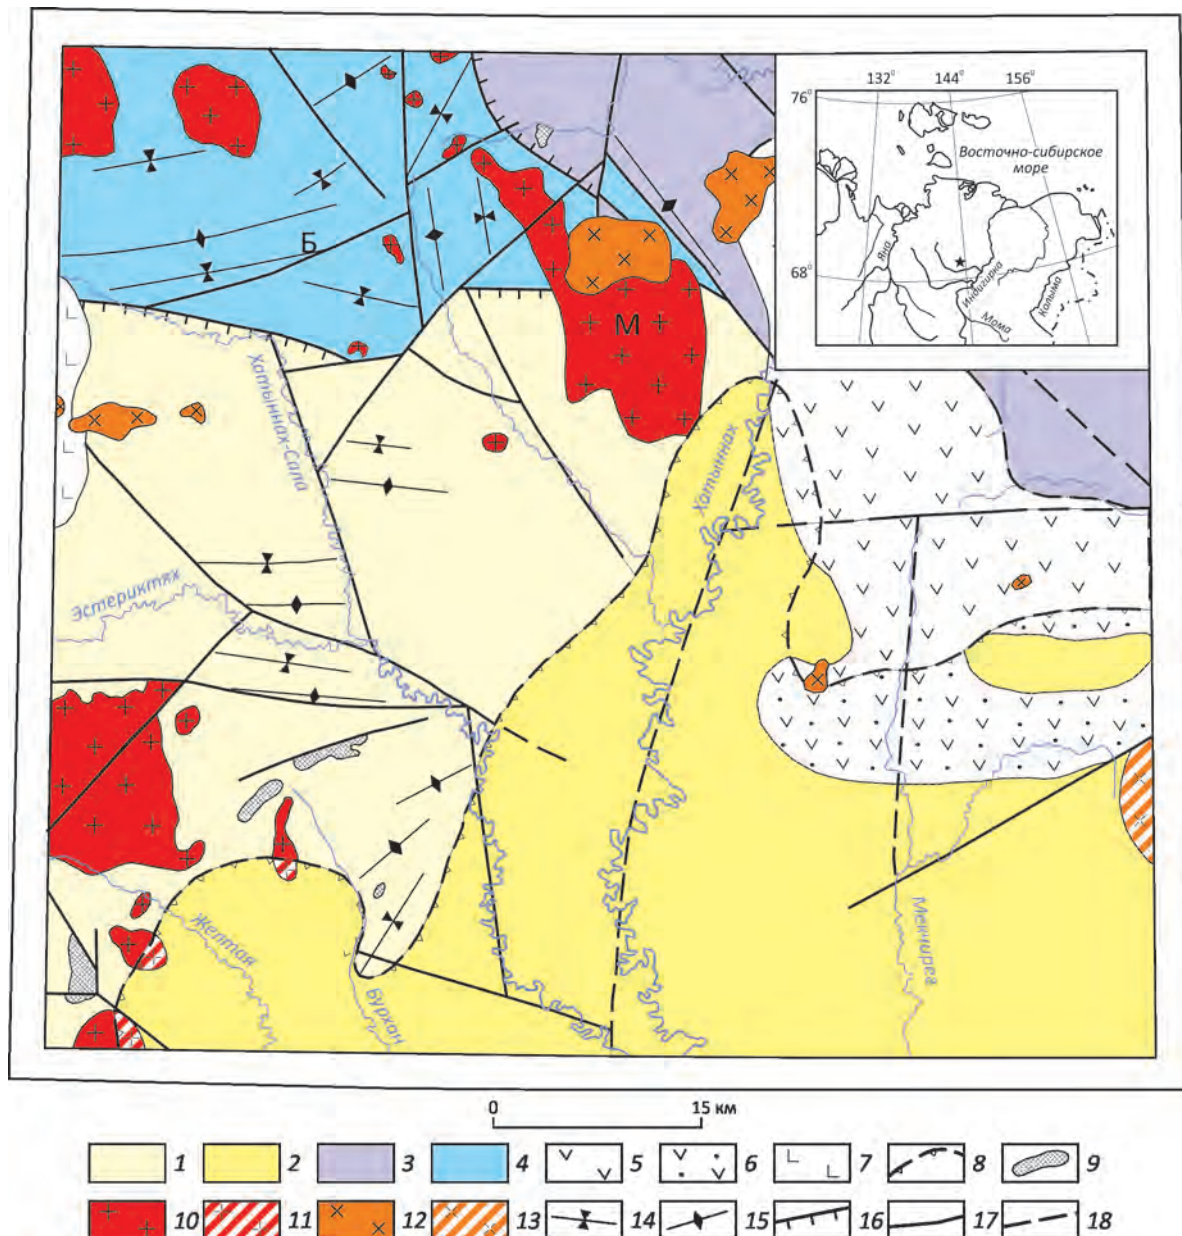 132° 144° 156°
76°
Восточно-сибирское
море
Яна
68°
Индигирка
Колыма
Мома
Б
М
Хатыннах-Сала
Хатыннах
Эстериктях
Желтая
Бурхан
0 15 км
1 2 3 4 5 6 7 8 9
10 11 12 13 14 15 16 17 18